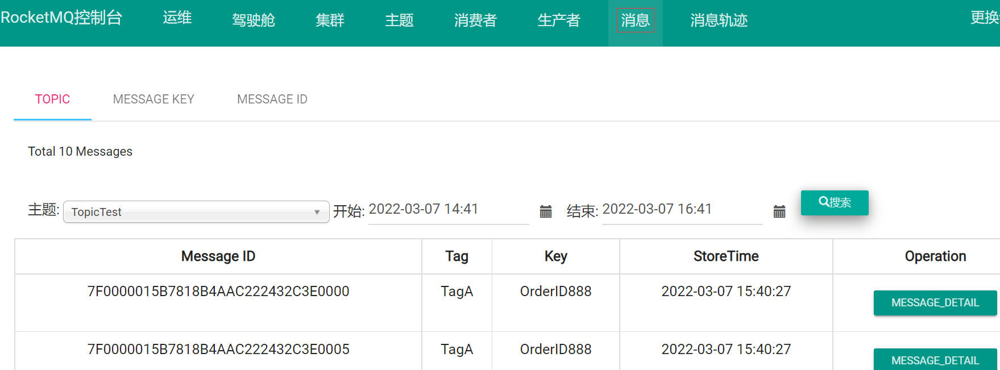 RocketMQ控制台 运维 驾驶舱 集群 主题 消费者 生产者 消息 消息轨迹 更换
TOPIC MESSAGE KEY MESSAGE ID
Total 10 Messages
主题: TopicTest 开始: 2022-03-07 14:41 结束: 2022-03-07 16:41 搜索
Message ID Tag Key StoreTime Operation
7F0000015B7818B4AAC222432C3E0000 TagA OrderID888 2022-03-07 15:40:27 MESSAGE_DETAIL
7F0000015B7818B4AAC222432C3E0005 TagA OrderID888 2022-03-07 15:40:27 MESSAGE_DETAIL